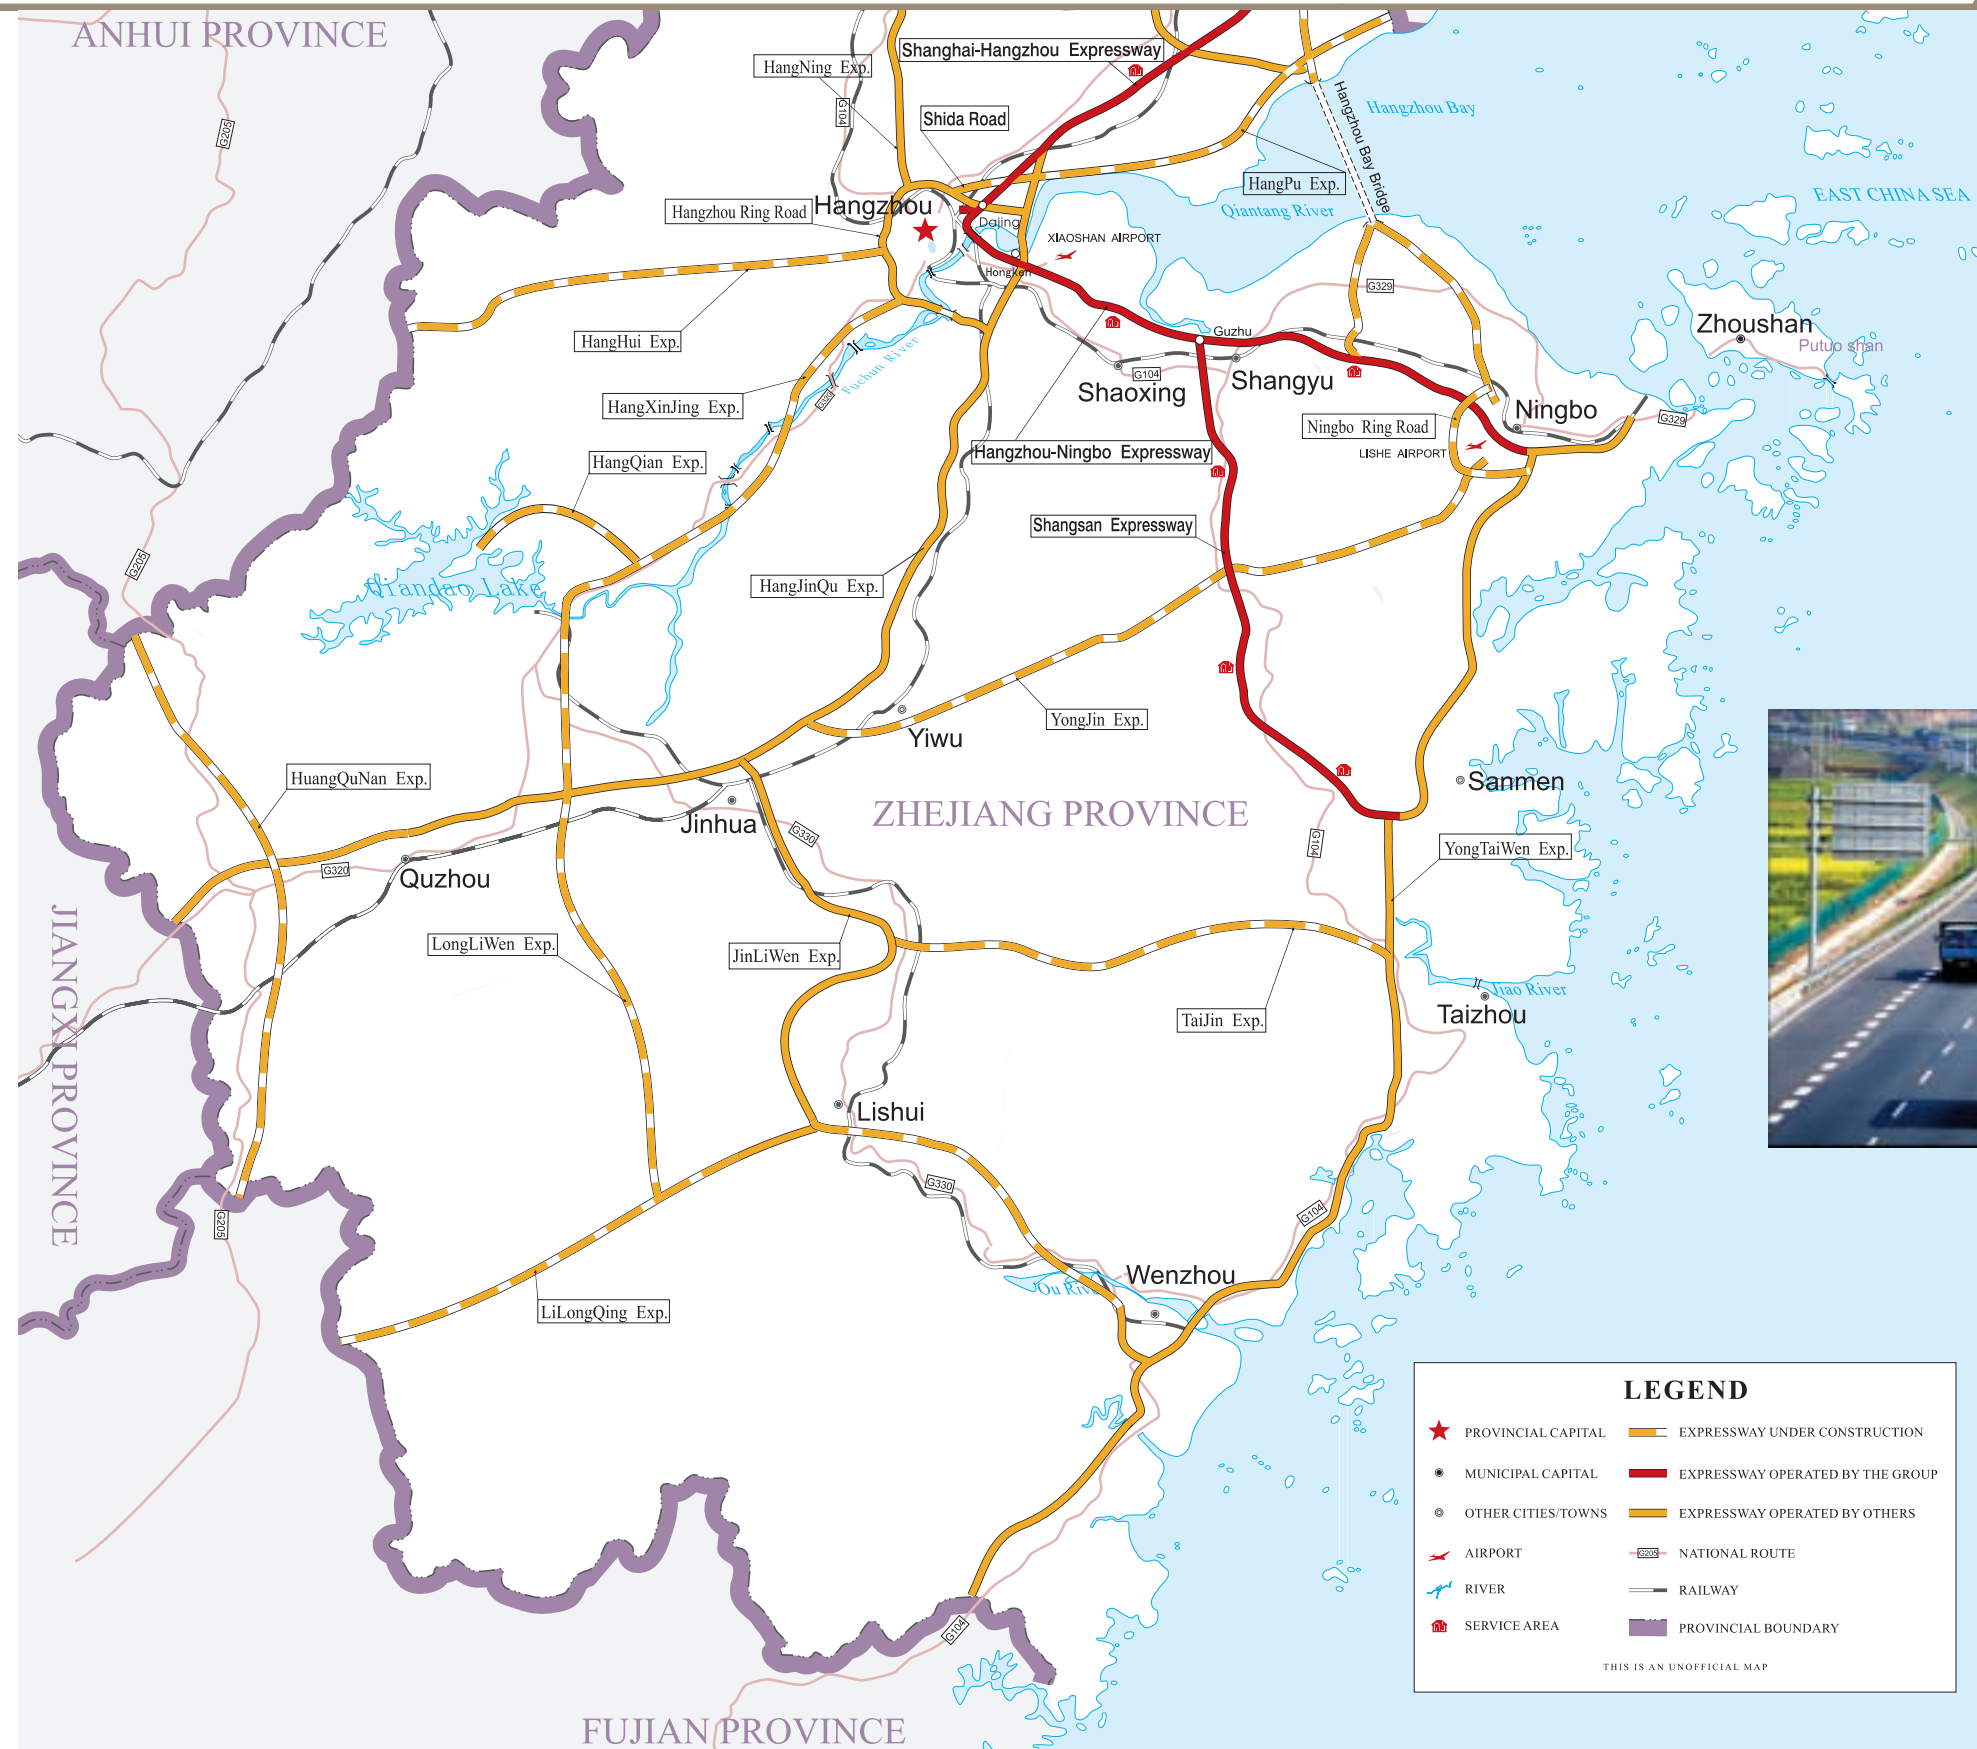 ANHUI PROVINCE
HangNing Exp.
Shanghai-Hangzhou Expressway
G104
Shida Road
G205
Hangzhou Bay
Hangzhou Bay Bridge
HangPu Exp.
EAST CHINA SEA
Hangzhou Ring Road
Hangzhou
Dajing
Qiantang River
XIAOSHAN AIRPORT
Hongken
G329
HangHui Exp.
Fuchun River
Guzhu
Zhoushan
Putuo shan
G104
Shaoxing
Shangyu
HangXinJing Exp.
G320
Ningbo Ring Road
Ningbo
G329
LISHE AIRPORT
HangQian Exp.
Hangzhou-Ningbo Expressway
Shangsan Expressway
G205
Qiandao Lake
HangJinQu Exp.
YongJin Exp.
Yiwu
HuangQuNan Exp.
Sanmen
ZHEJIANG PROVINCE
Jinhua
G330
G104
YongTaiWen Exp.
G320
Quzhou
JIANGXI PROVINCE
LongLiWen Exp.
JinLiWen Exp.
TaiJin Exp.
Jiao River
Taizhou
Lishui
G330
G205
G104
Wenzhou
Ou River
LiLongQing Exp.
G104
FUJIAN PROVINCE
LEGEND
PROVINCIAL CAPITAL
EXPRESSWAY UNDER CONSTRUCTION
MUNICIPAL CAPITAL
EXPRESSWAY OPERATED BY THE GROUP
OTHER CITIES/TOWNS
EXPRESSWAY OPERATED BY OTHERS
AIRPORT
G205
NATIONAL ROUTE
RIVER
RAILWAY
SERVICE AREA
PROVINCIAL BOUNDARY
THIS IS AN UNOFFICIAL MAP